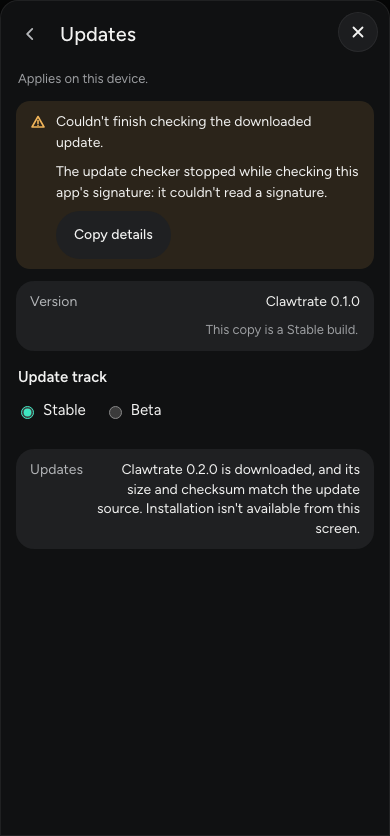 Updates
Applies on this device.
Couldn't finish checking the downloaded
update.
The update checker stopped while checking this
app's signature: it couldn't read a signature.
Copy details
Version
Clawtrate 0.1.0
This copy is a Stable build.
Update track
Stable
Beta
Updates
Clawtrate 0.2.0 is downloaded, and its
size and checksum match the update
source. Installation isn't available from this
screen.